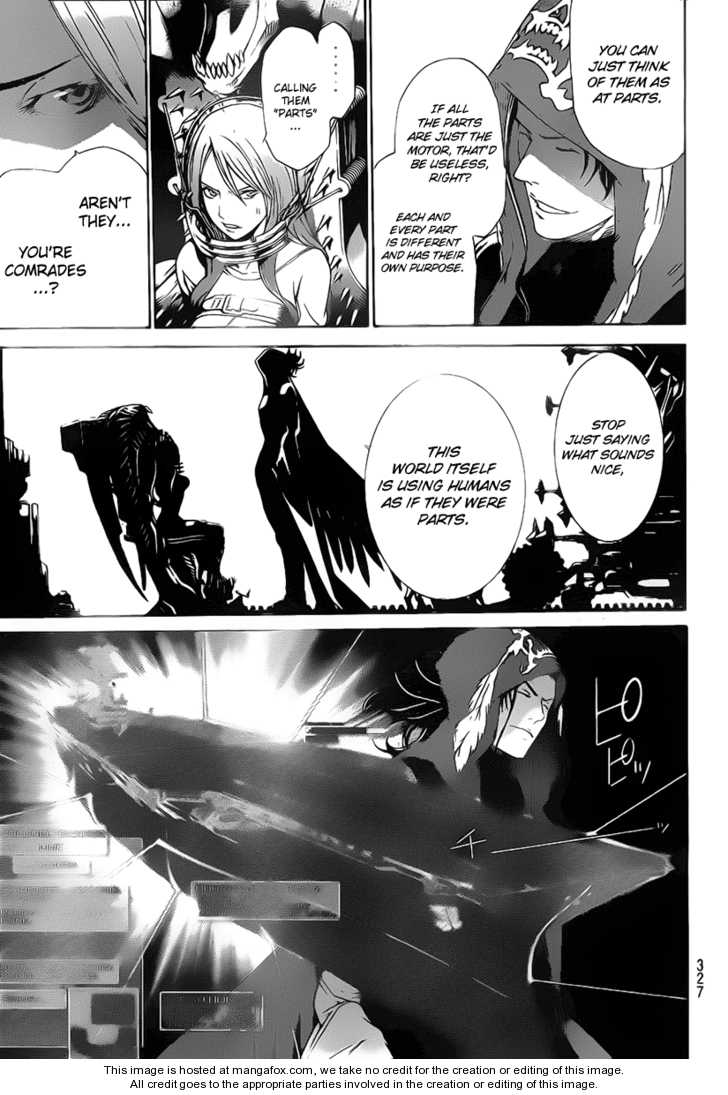 YOU CAN
JUST THINK
OF THEM AS
AT PARTS.
IF ALL
THE PARTS
ARE JUST THE
MOTOR, THAT'D
BE USELESS,
RIGHT?
EACH AND
EVERY PART
IS DIFFERENT
AND HAS THEIR
OWN PURPOSE.
......
CALLING
THEM
"PARTS"
...
AREN'T
THEY...
YOU'RE
COMRADES
...?
STOP
JUST SAYING
WHAT SOUNDS
NICE,
THIS
WORLD ITSELF
IS USING HUMANS
AS IF THEY WERE
PARTS.
ピッ
327
This image is hosted at mangafox.com, we take no credit for the creation or editing of this image.
All credit goes to the appropriate parties involved in the creation or editing of this image.